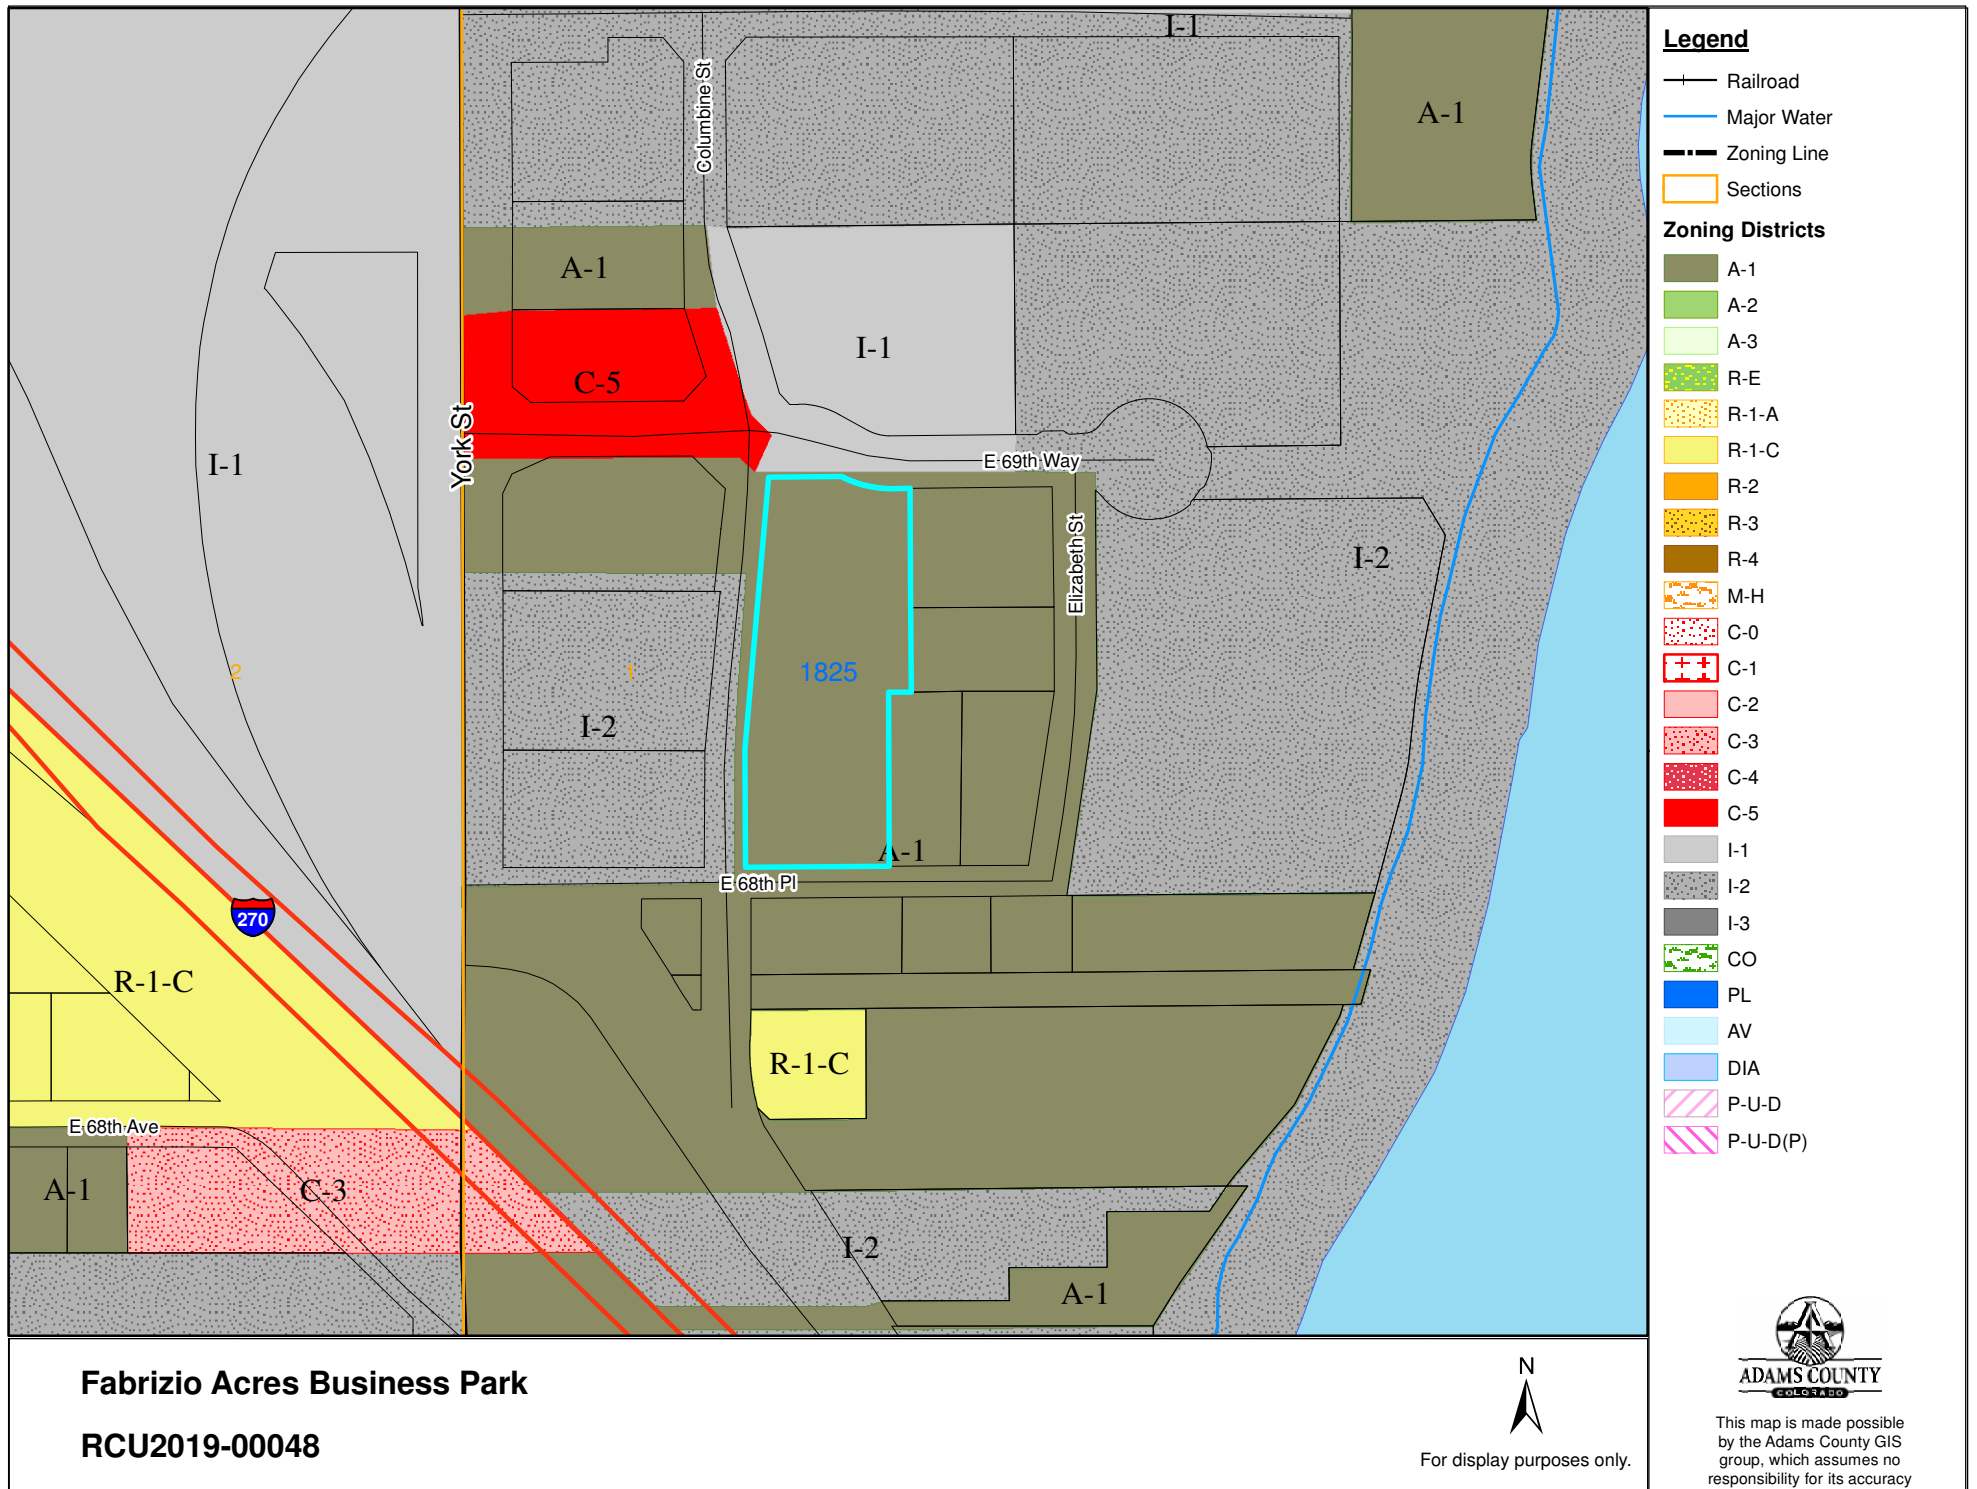 I-1
A-1
Columbine St
A-1
I-1
C-5
York St
I-1
E 69th Way
Elizabeth St
I-2
2
1
1825
I-2
A-1
E 68th Pl
270
R-1-C
R-1-C
E 68th Ave
A-1
C-3
I-2
A-1
Legend
Railroad
Major Water
Zoning Line
Sections
Zoning Districts
A-1
A-2
A-3
R-E
R-1-A
R-1-C
R-2
R-3
R-4
M-H
C-0
C-1
C-2
C-3
C-4
C-5
I-1
I-2
I-3
CO
PL
AV
DIA
P-U-D
P-U-D(P)
Fabrizio Acres Business Park
RCU2019-00048
N
For display purposes only.
ADAMS COUNTY
COLORADO
This map is made possible
by the Adams County GIS
group, which assumes no
responsibility for its accuracy